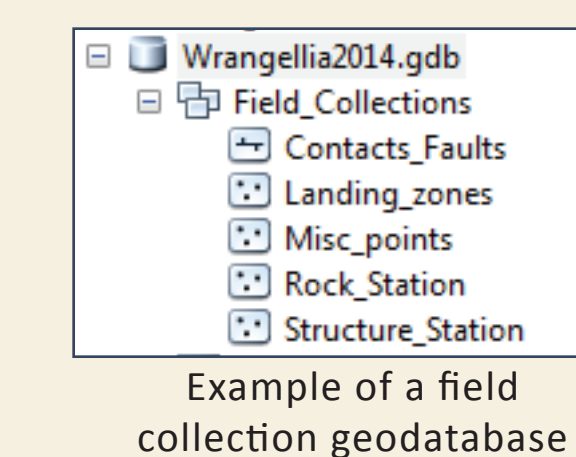 Wrangellia2014.gdb
Field_Collections
Contacts_Faults
Landing_zones
Misc_points
Rock_Station
Structure_Station
Example of a field
collection geodatabase